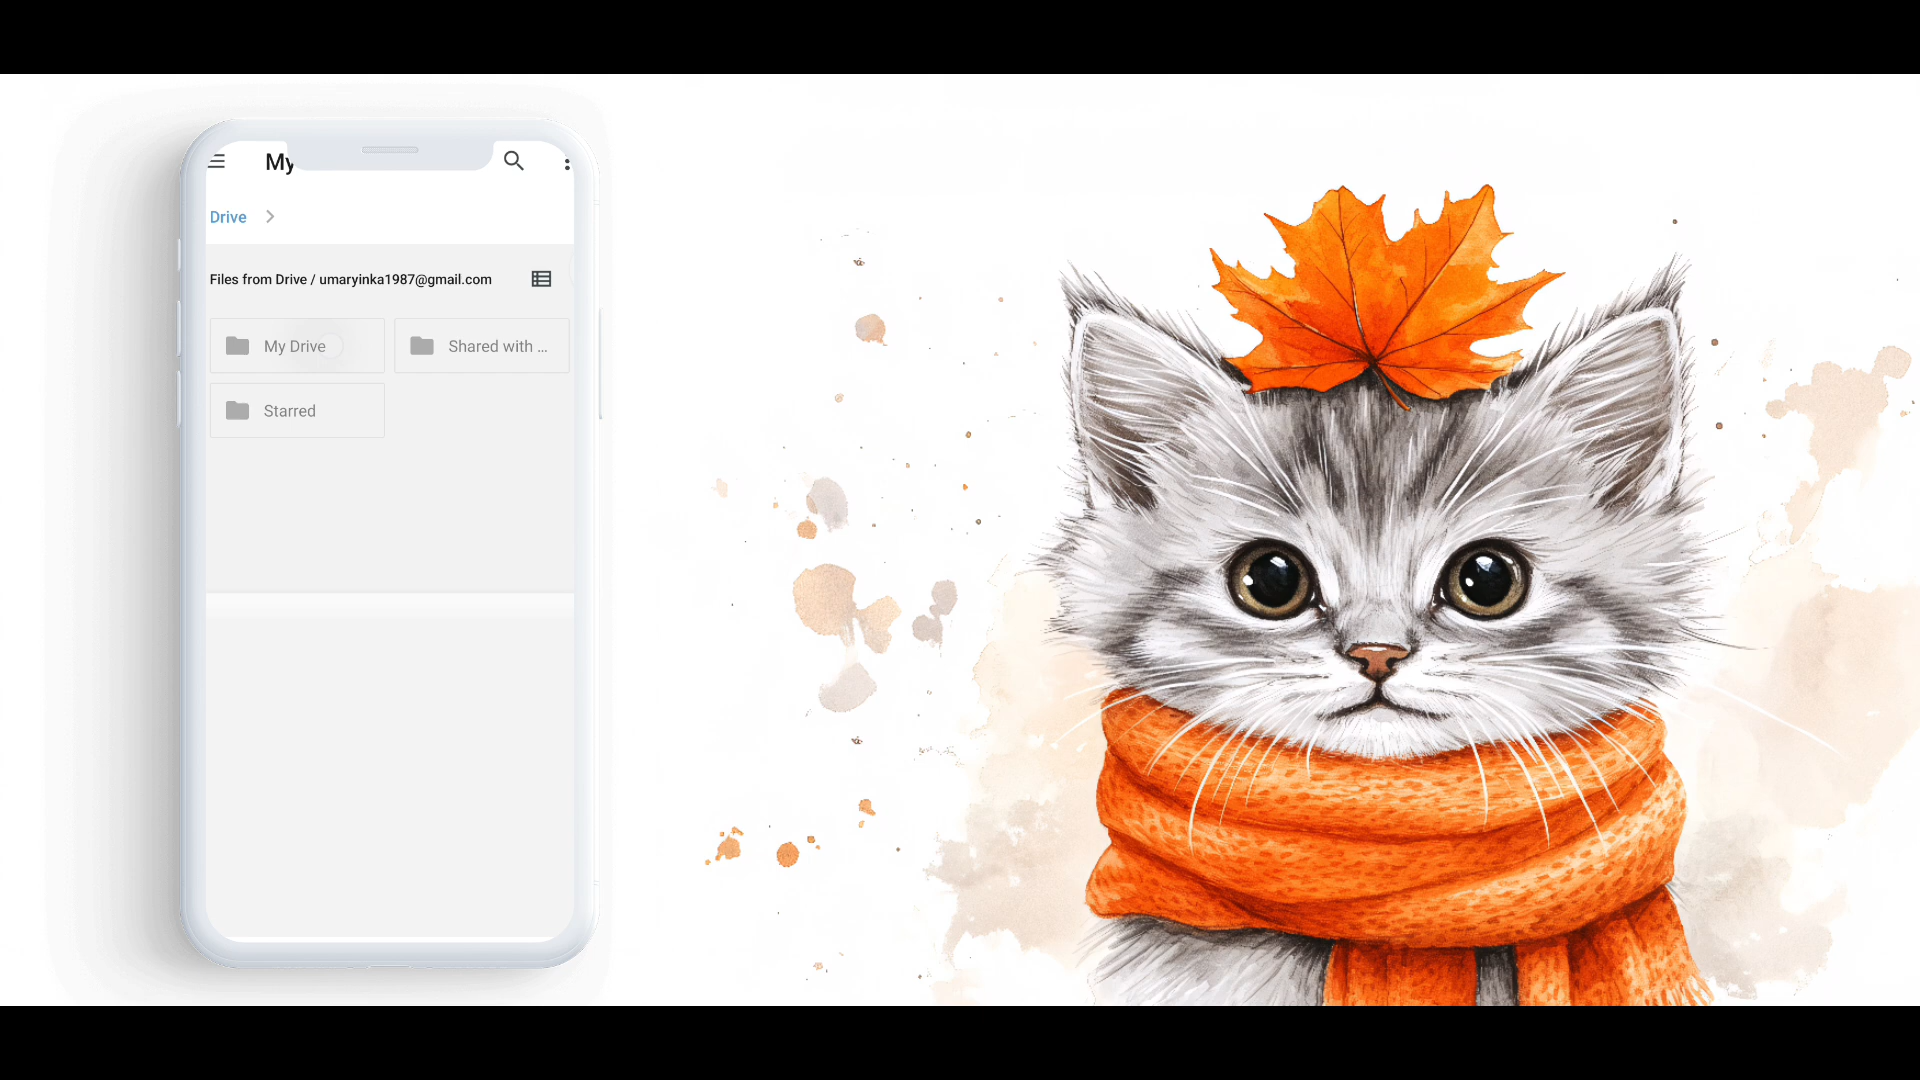 My
Drive
Files from Drive / umaryinka1987@gmail.com
My Drive
Shared with ...
Starred